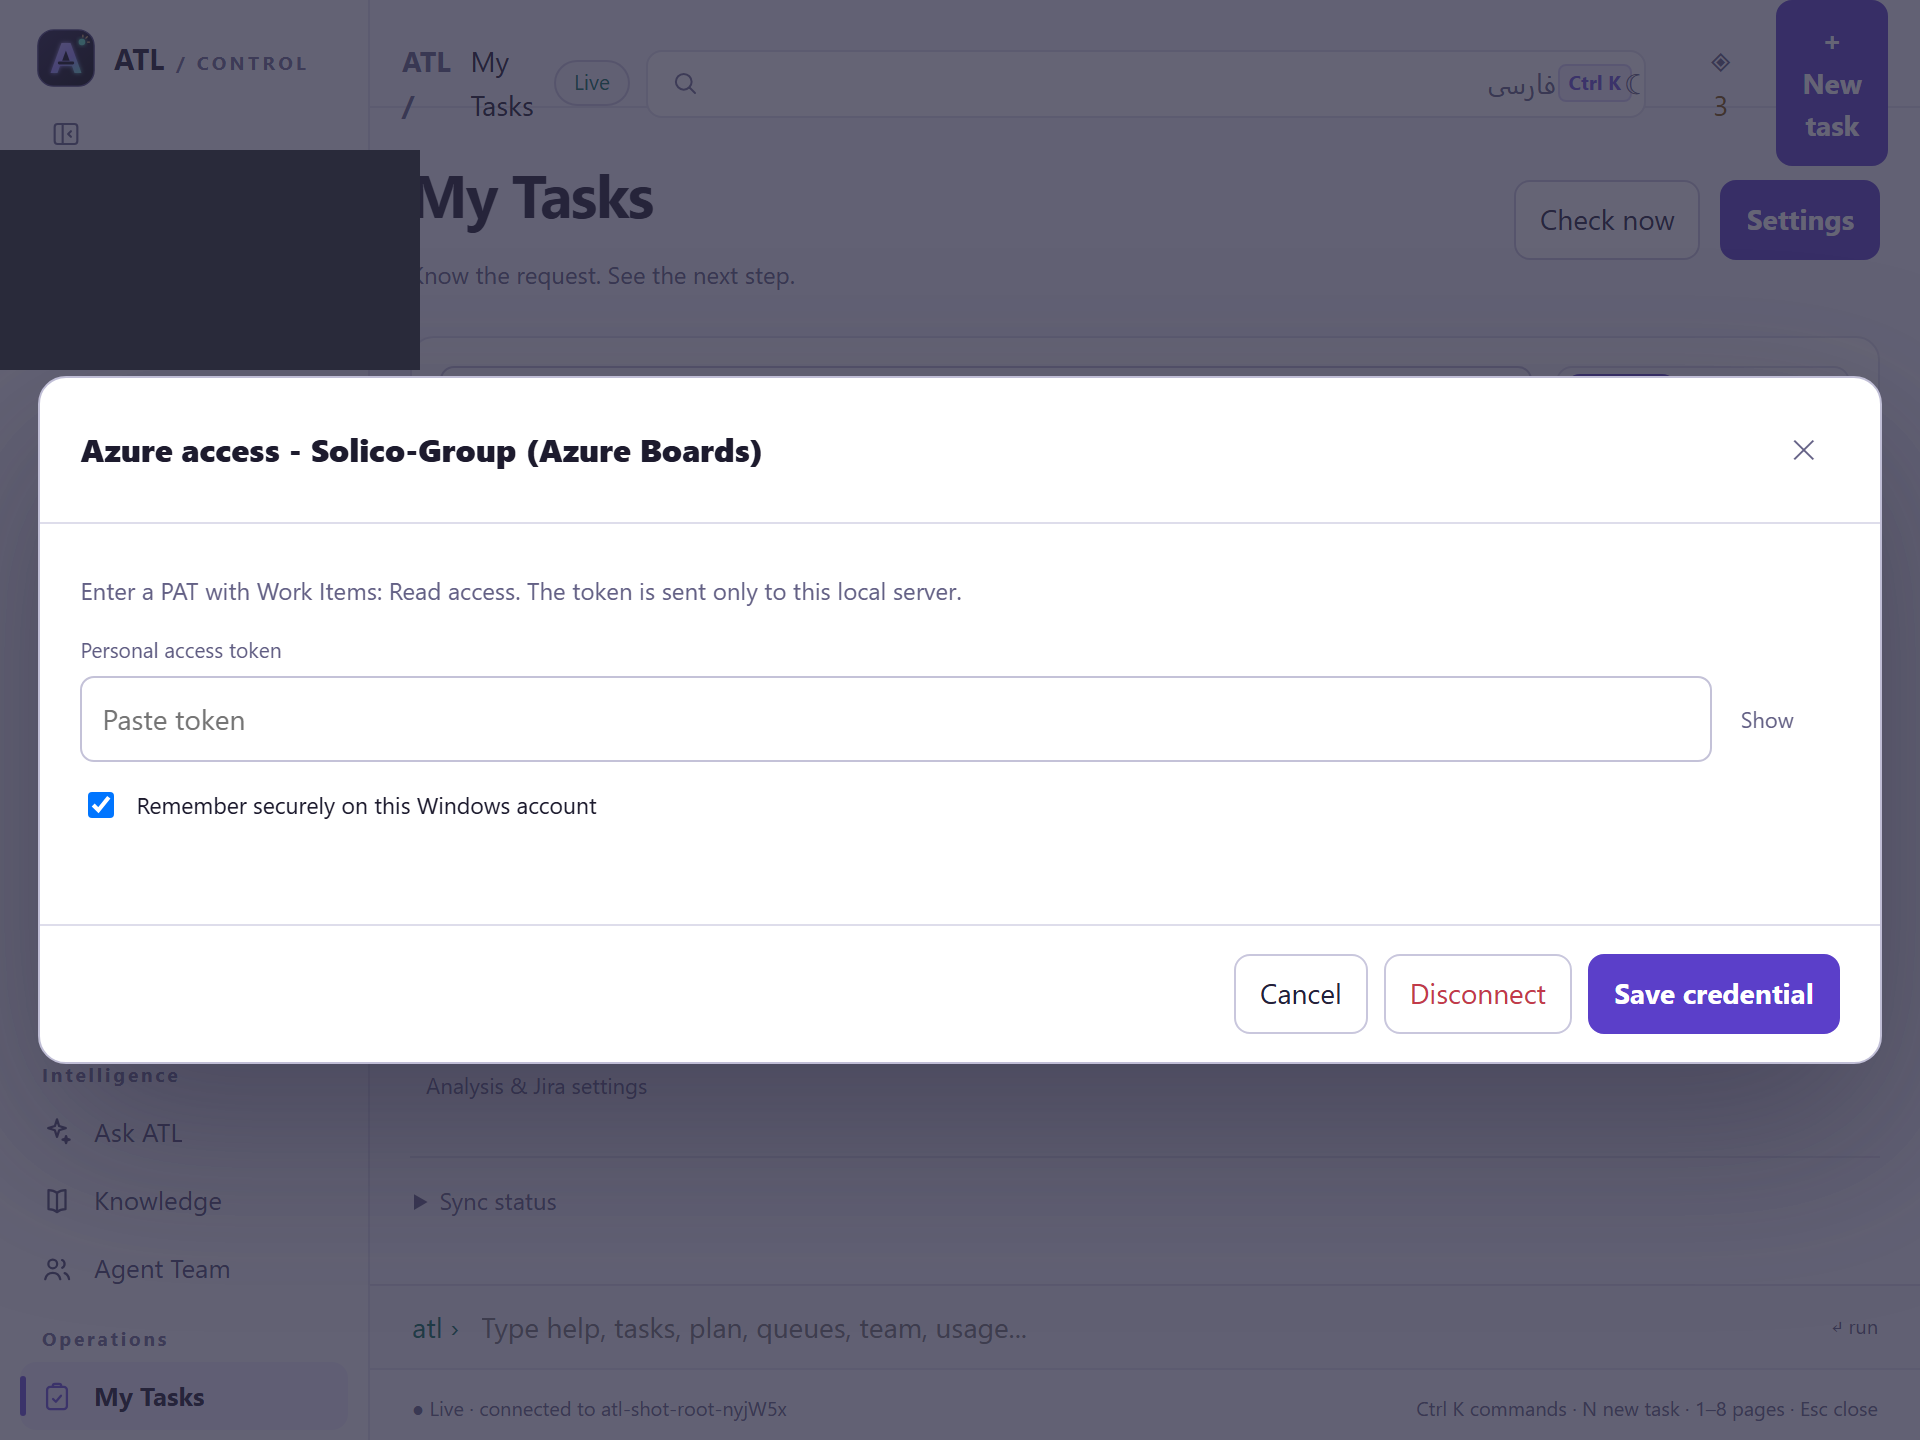 ATL / CONTROL
ATL / My Tasks
Live
فارسی
Ctrl K
3
+ New task
My Tasks
Check now
Settings
Know the request. See the next step.
Azure access - Solico-Group (Azure Boards)
Enter a PAT with Work Items: Read access. The token is sent only to this local server.
Personal access token
Paste token
Show
Remember securely on this Windows account
Cancel
Disconnect
Save credential
Intelligence
Analysis & Jira settings
Ask ATL
Knowledge
Sync status
Agent Team
Operations
atl › Type help, tasks, plan, queues, team, usage...
↵ run
My Tasks
● Live · connected to atl-shot-root-nyjW5x
Ctrl K commands · N new task · 1–8 pages · Esc close